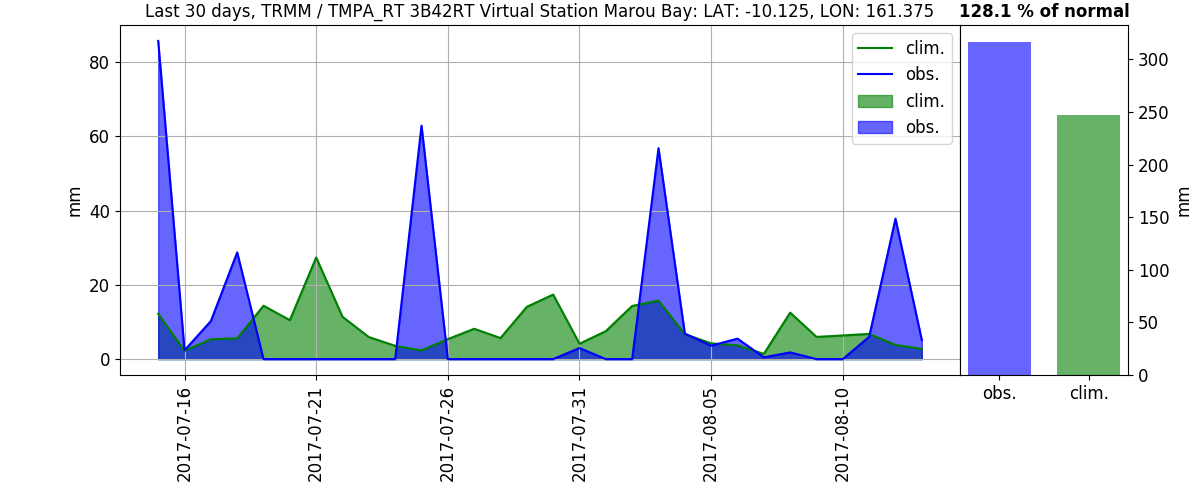 Last 30 days, TRMM / TMPA_RT 3B42RT Virtual Station Marou Bay: LAT: -10.125, LON: 161.375
128.1 % of normal
clim.
obs.
clim.
obs.
mm
80
60
40
20
0
2017-07-16
2017-07-21
2017-07-26
2017-07-31
2017-08-05
2017-08-10
300
250
200
150
100
50
0
mm
obs.
clim.